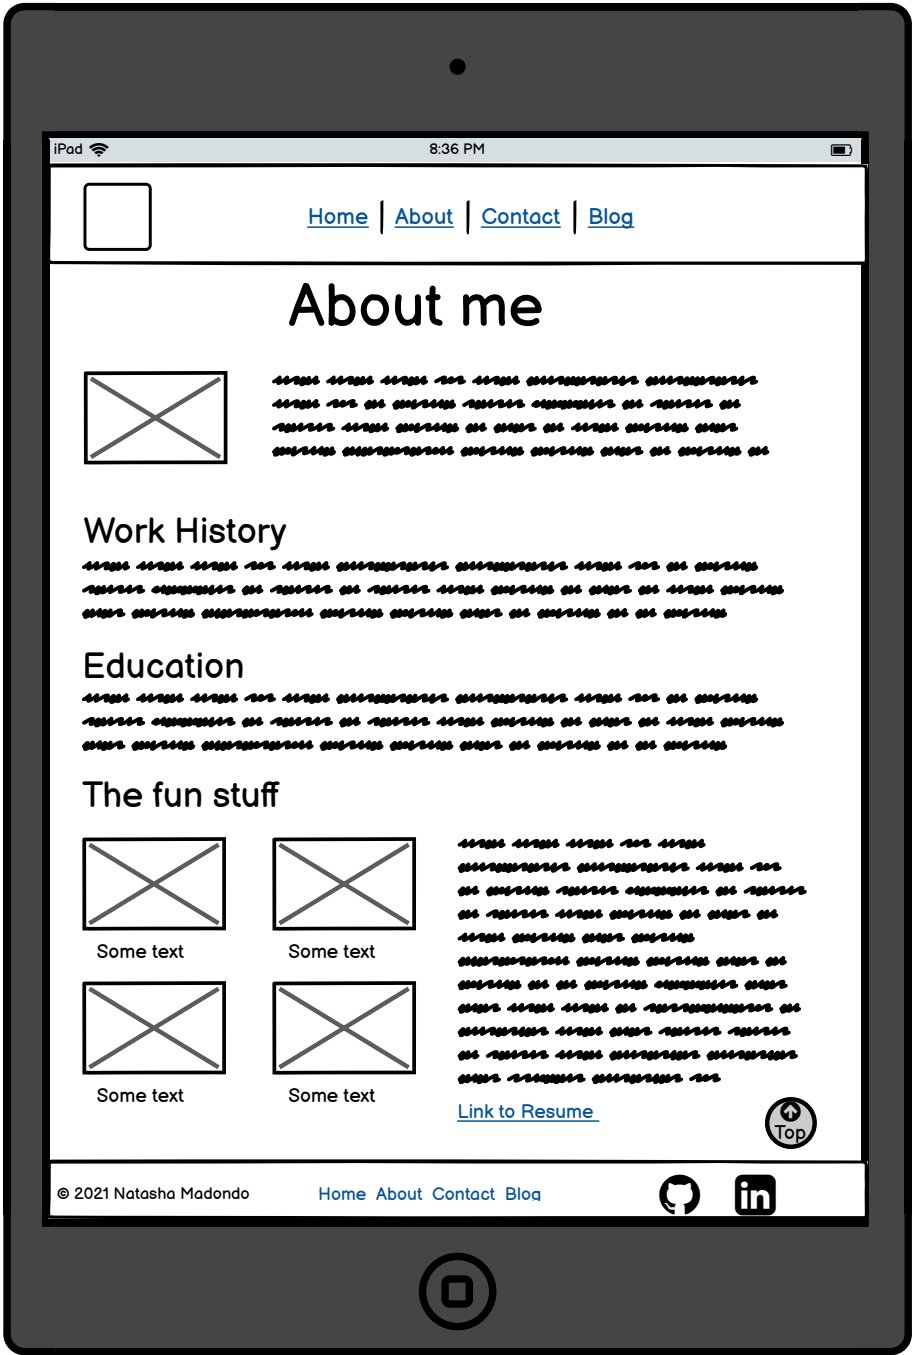 iPad 8:36 PM
Home About Contact Blog
About me
Work History
Education
The fun stuff
Some text Some text
Some text Some text
Link to Resume
Top
© 2021 Natasha Madondo Home About Contact Blog in